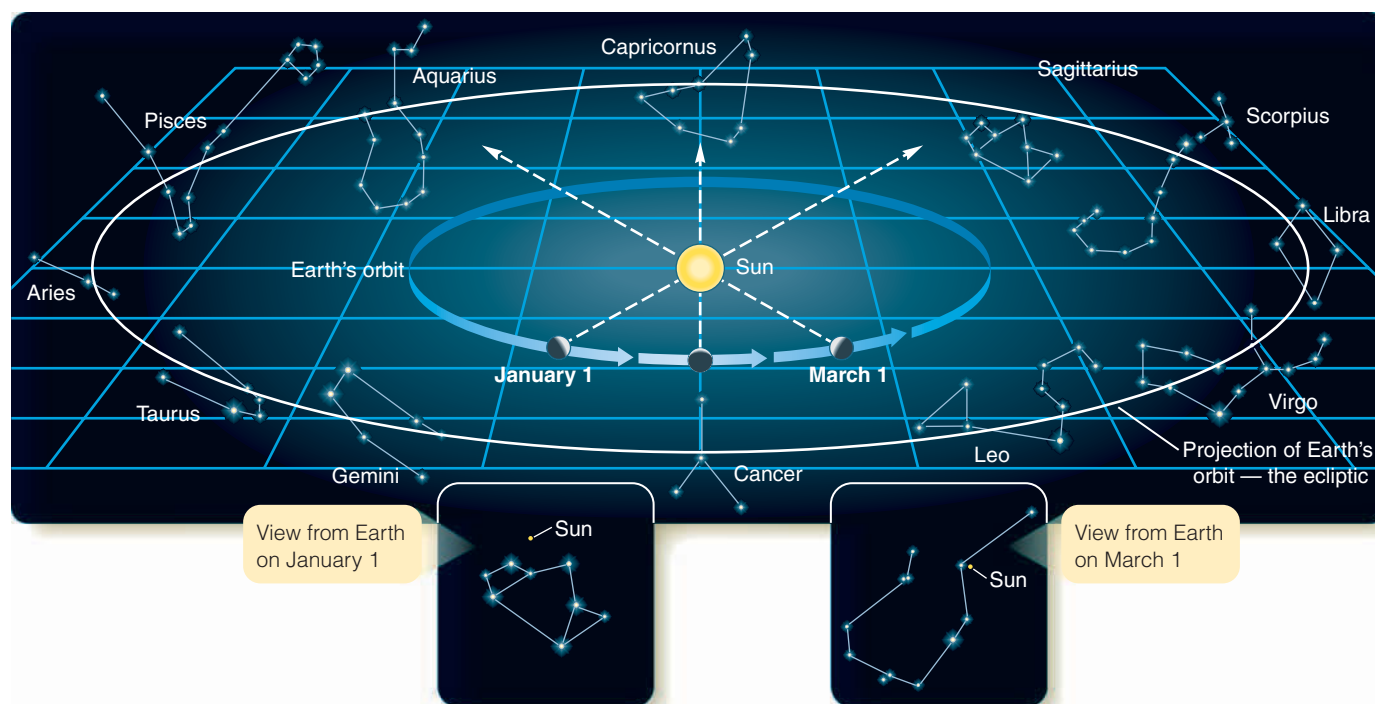 Capricornus
Aquarius
Sagittarius
Pisces
Scorpius
Libra
Earth's orbit
Sun
Aries
January 1
March 1
Taurus
Virgo
Leo
Gemini
Cancer
Projection of Earth's
orbit — the ecliptic
View from Earth
on January 1
Sun
Sun
View from Earth
on March 1